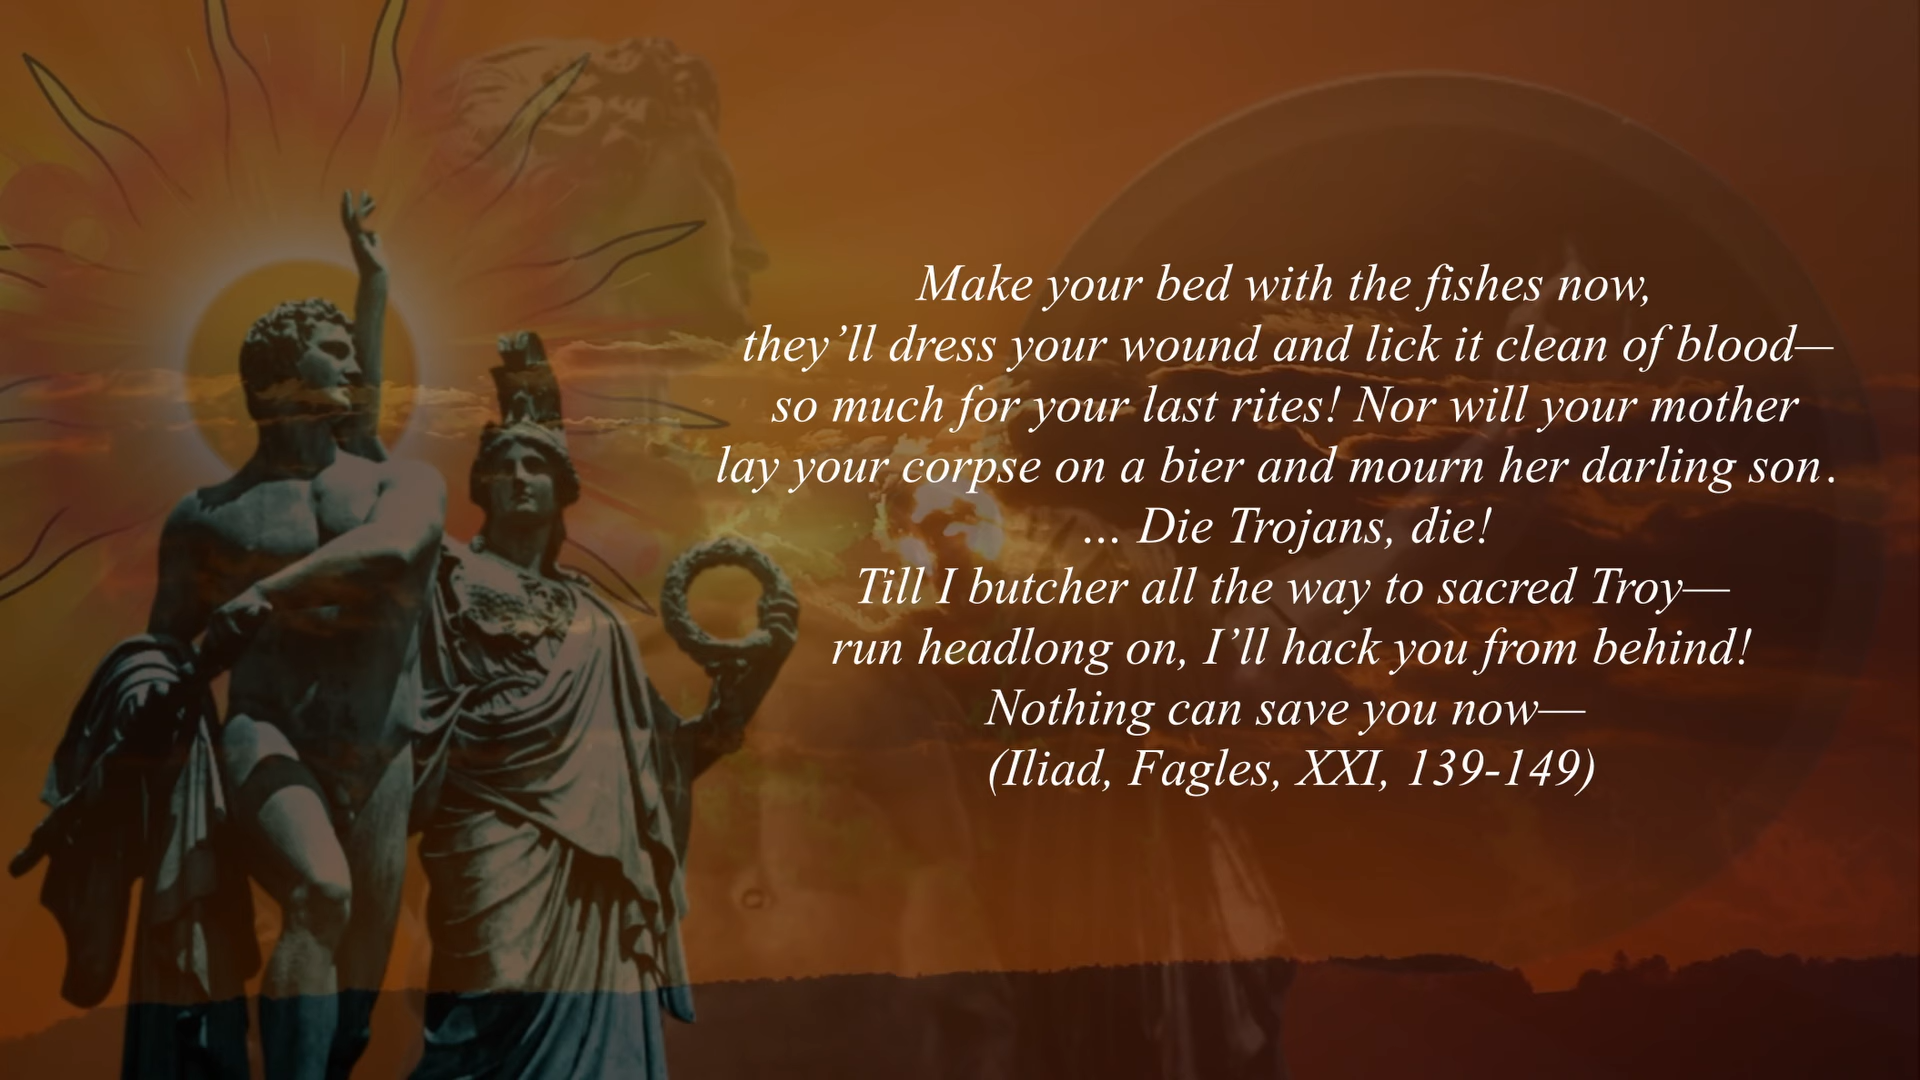 Make your bed with the fishes now,
they’ll dress your wound and lick it clean of blood—
so much for your last rites! Nor will your mother
lay your corpse on a bier and mourn her darling son.
... Die Trojans, die!
Till I butcher all the way to sacred Troy—
run headlong on, I’ll hack you from behind!
Nothing can save you now—
(Iliad, Fagles, XXI, 139-149)